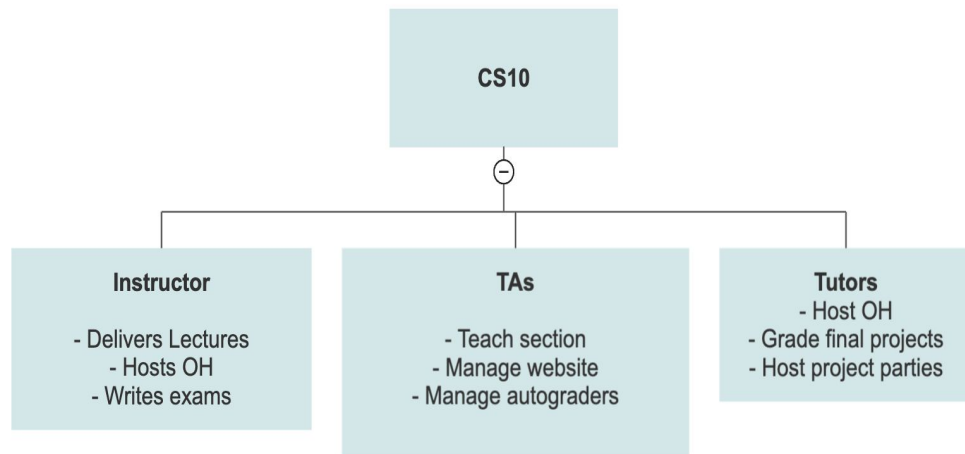 CS10
Instructor
- Delivers Lectures
- Hosts OH
- Writes exams
TAs
- Teach section
- Manage website
- Manage autograders
Tutors
- Host OH
- Grade final projects
- Host project parties